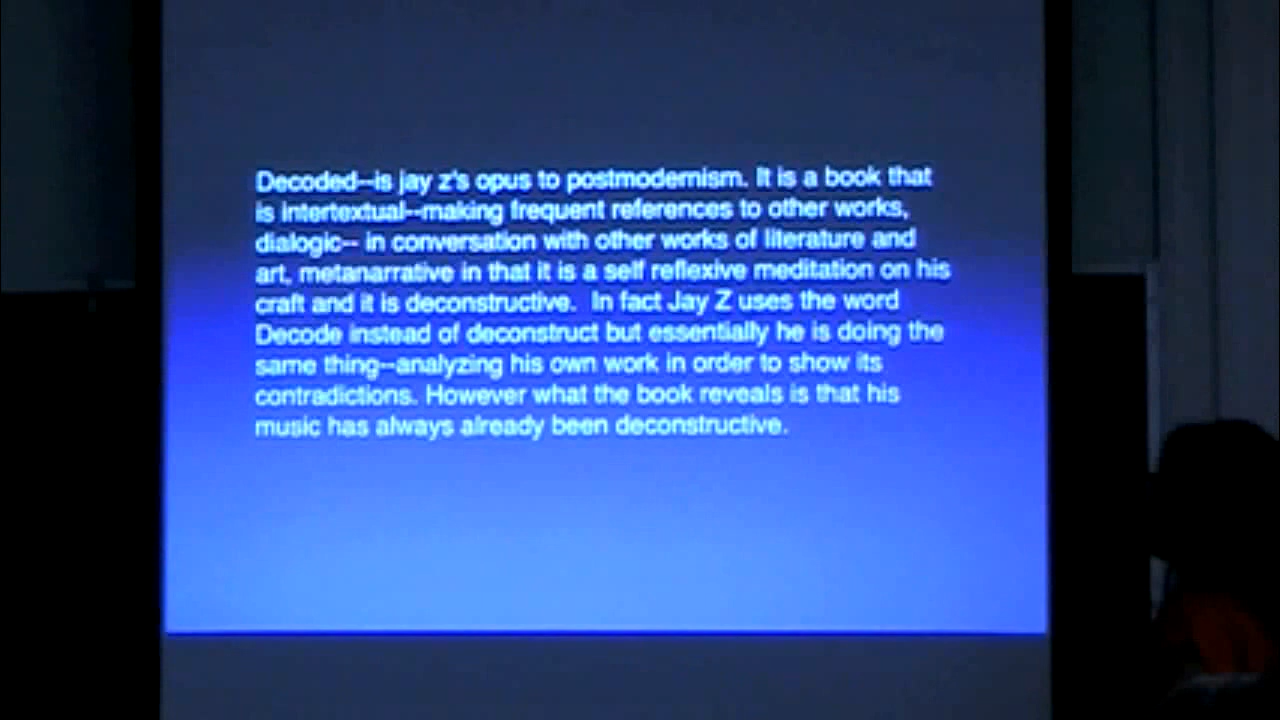 Decoded--is jay z's opus to postmodernism. It is a book that
is intertextual--making frequent references to other works,
dialogic-- in conversation with other works of literature and
art, metanarrative in that it is a self reflexive meditation on his
craft and it is deconstructive.  In fact Jay Z uses the word
Decode instead of deconstruct but essentially he is doing the
same thing--analyzing his own work in order to show its
contradictions. However what the book reveals is that his
music has always already been deconstructive.